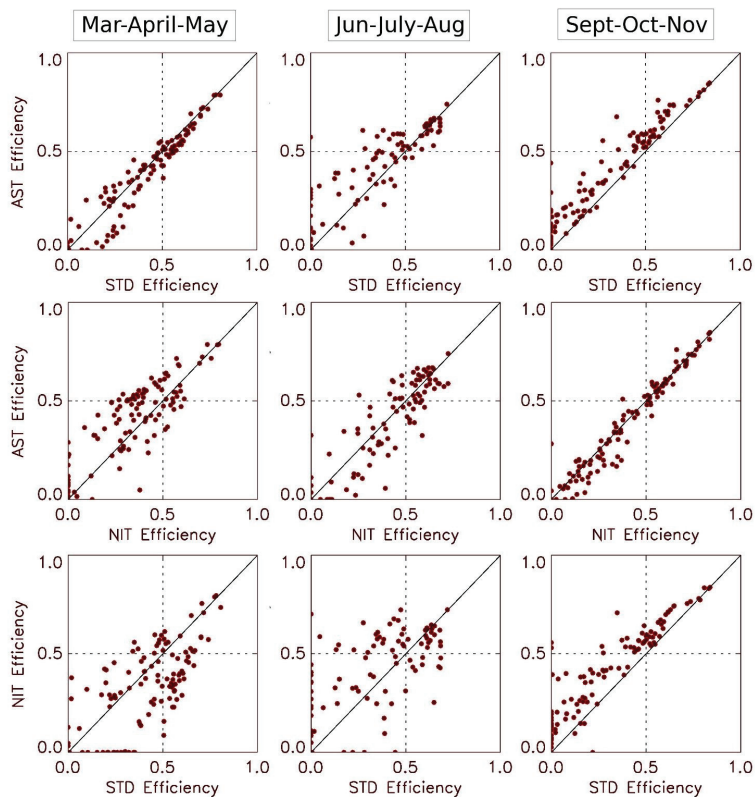 Mar-April-May Jun-July-Aug Sept-Oct-Nov
1.0 1.0 1.0
AST Efficiency
0.5 0.5 0.5
0.0 0.0 0.0
0.0 0.5 1.0 0.0 0.5 1.0 0.0 0.5 1.0
STD Efficiency STD Efficiency STD Efficiency
1.0 1.0 1.0
AST Efficiency
0.5 0.5 0.5
0.0 0.0 0.0
0.0 0.5 1.0 0.0 0.5 1.0 0.0 0.5 1.0
NIT Efficiency NIT Efficiency NIT Efficiency
1.0 1.0 1.0
NIT Efficiency
0.5 0.5 0.5
0.0 0.0 0.0
0.0 0.5 1.0 0.0 0.5 1.0 0.0 0.5 1.0
STD Efficiency STD Efficiency STD Efficiency